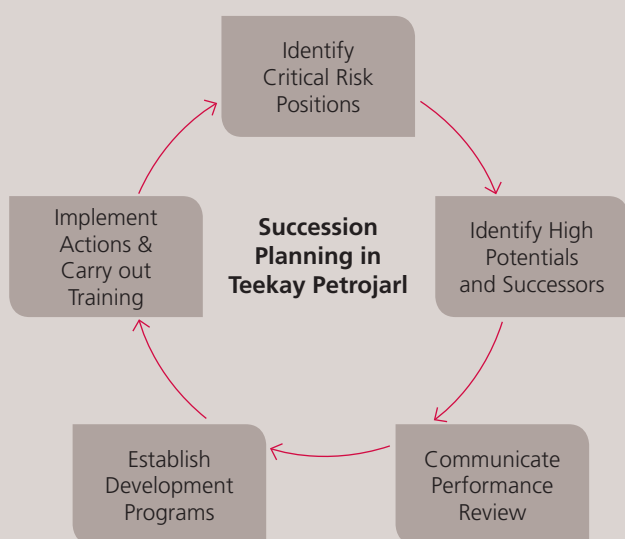 Identify
Critical Risk
Positions
Succession
Planning in
Teekay Petrojarl
Identify High
Potentials
and Successors
Communicate
Performance
Review
Establish
Development
Programs
Implement
Actions &
Carry out
Training